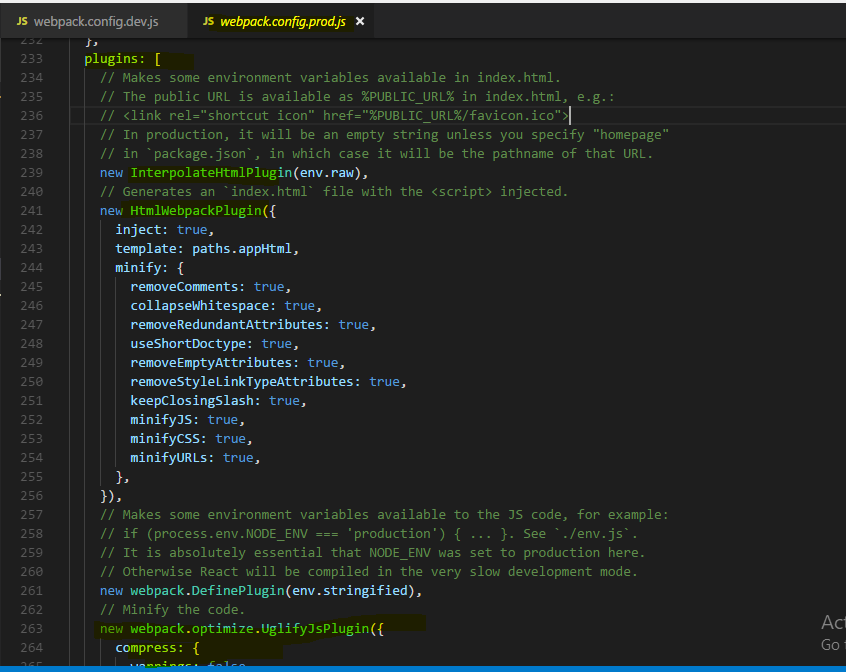 JS webpack.config.dev.js JS webpack.config.prod.js ×
232 },
233 plugins: [
234 // Makes some environment variables available in index.html.
235 // The public URL is available as %PUBLIC_URL% in index.html, e.g.:
236 // <link rel="shortcut icon" href="%PUBLIC_URL%/favicon.ico">
237 // In production, it will be an empty string unless you specify "homepage"
238 // in `package.json`, in which case it will be the pathname of that URL.
239 new InterpolateHtmlPlugin(env.raw),
240 // Generates an `index.html` file with the <script> injected.
241 new HtmlWebpackPlugin({
242 inject: true,
243 template: paths.appHtml,
244 minify: {
245 removeComments: true,
246 collapseWhitespace: true,
247 removeRedundantAttributes: true,
248 useShortDoctype: true,
249 removeEmptyAttributes: true,
250 removeStyleLinkTypeAttributes: true,
251 keepClosingSlash: true,
252 minifyJS: true,
253 minifyCSS: true,
254 minifyURLs: true,
255 },
256 }),
257 // Makes some environment variables available to the JS code, for example:
258 // if (process.env.NODE_ENV === 'production') { ... }. See `./env.js`.
259 // It is absolutely essential that NODE_ENV was set to production here.
260 // Otherwise React will be compiled in the very slow development mode.
261 new webpack.DefinePlugin(env.stringified),
262 // Minify the code.
263 new webpack.optimize.UglifyJsPlugin({
264 compress: {
265 warnings: false
Act
Go